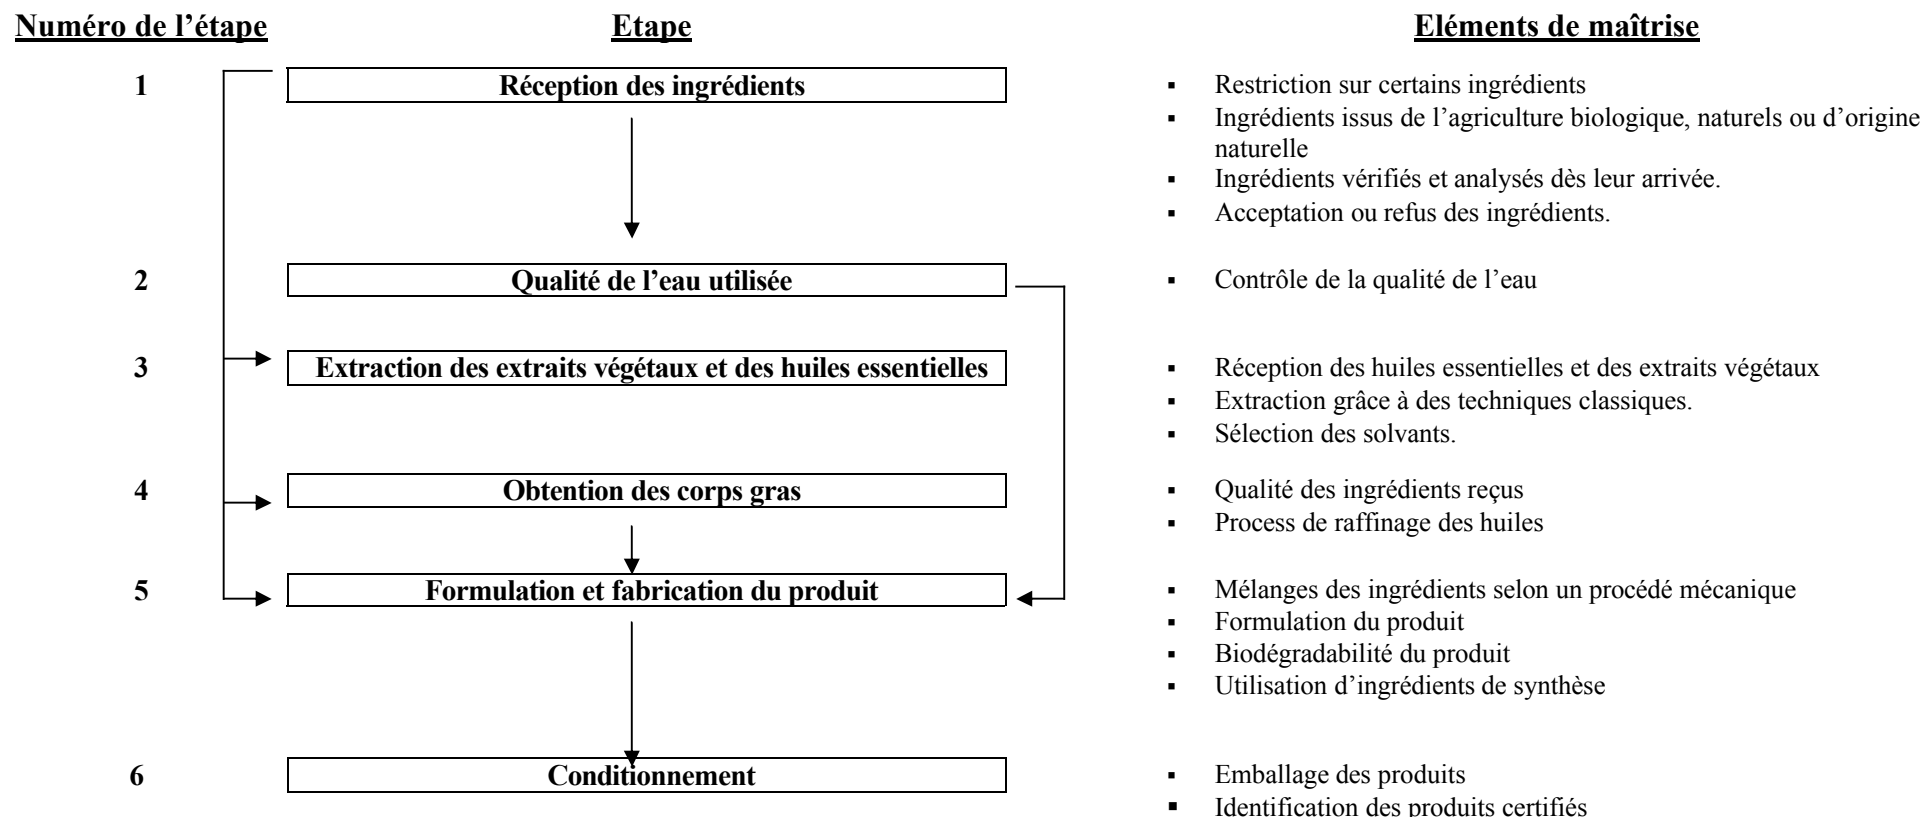 Numéro de l’étape Etape Eléments de maîtrise
1 Réception des ingrédients ▪ Restriction sur certains ingrédients
▪ Ingrédients issus de l’agriculture biologique, naturels ou d’origine
naturelle
▪ Ingrédients vérifiés et analysés dès leur arrivée.
▪ Acceptation ou refus des ingrédients.
2 Qualité de l’eau utilisée ▪ Contrôle de la qualité de l’eau
3 Extraction des extraits végétaux et des huiles essentielles ▪ Réception des huiles essentielles et des extraits végétaux
▪ Extraction grâce à des techniques classiques.
▪ Sélection des solvants.
4 Obtention des corps gras ▪ Qualité des ingrédients reçus
▪ Process de raffinage des huiles
5 Formulation et fabrication du produit ▪ Mélanges des ingrédients selon un procédé mécanique
▪ Formulation du produit
▪ Biodégradabilité du produit
▪ Utilisation d’ingrédients de synthèse
6 Conditionnement ▪ Emballage des produits
▪ Identification des produits certifiés